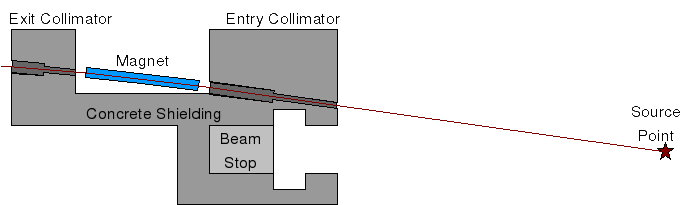 Exit Collimator
Entry Collimator
Magnet
Concrete Shielding
Beam
Stop
Source
Point